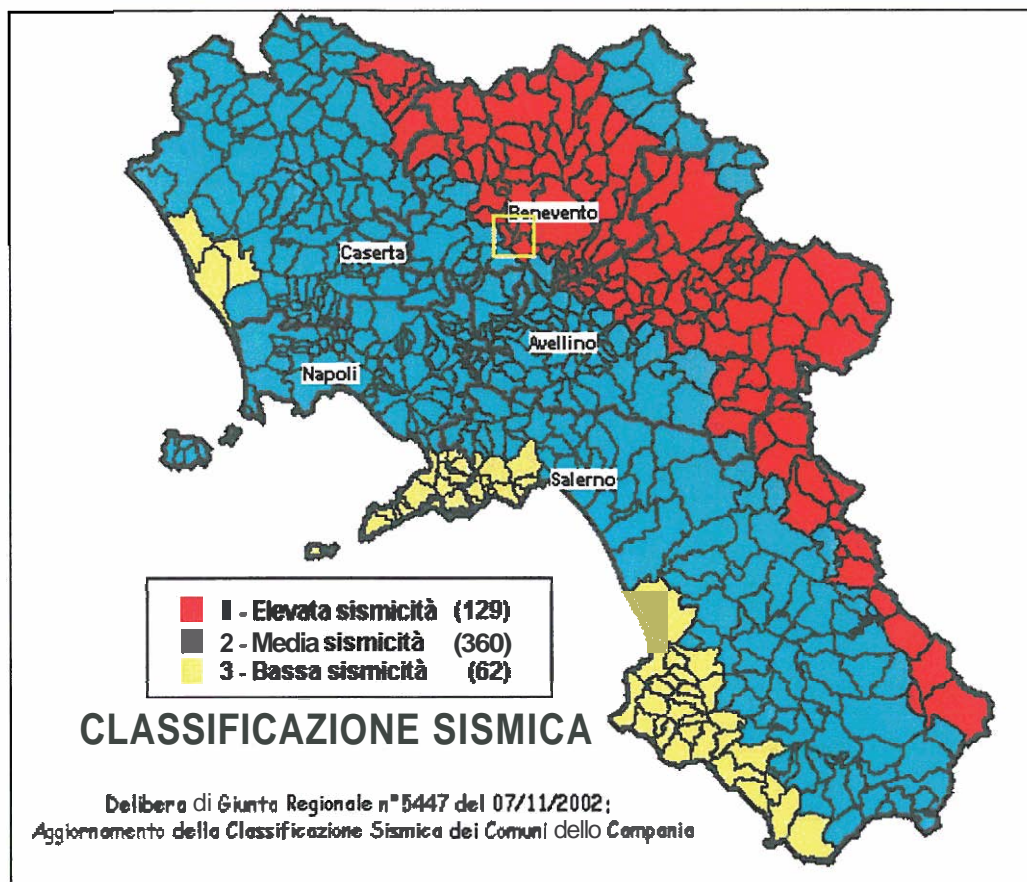 Benevento
Caserta
Avellino
Napoli
Salerno
1 - Elevata sismicità (129)
2 - Media sismicità (360)
3 - Bassa sismicità (62)
CLASSIFICAZIONE SISMICA
Delibera di Giunta Regionale n°5447 del 07/11/2002:
Aggiornamento della Classificazione Sismica dei Comuni dello Campania